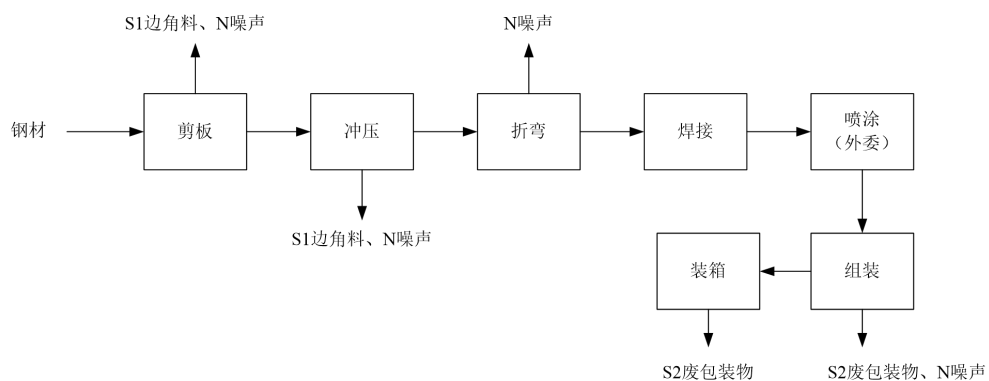 S1边角料、N噪声
N噪声
钢材
剪板
冲压
折弯
焊接
喷涂
（外委）
S1边角料、N噪声
装箱
组装
S2废包装物
S2废包装物、N噪声